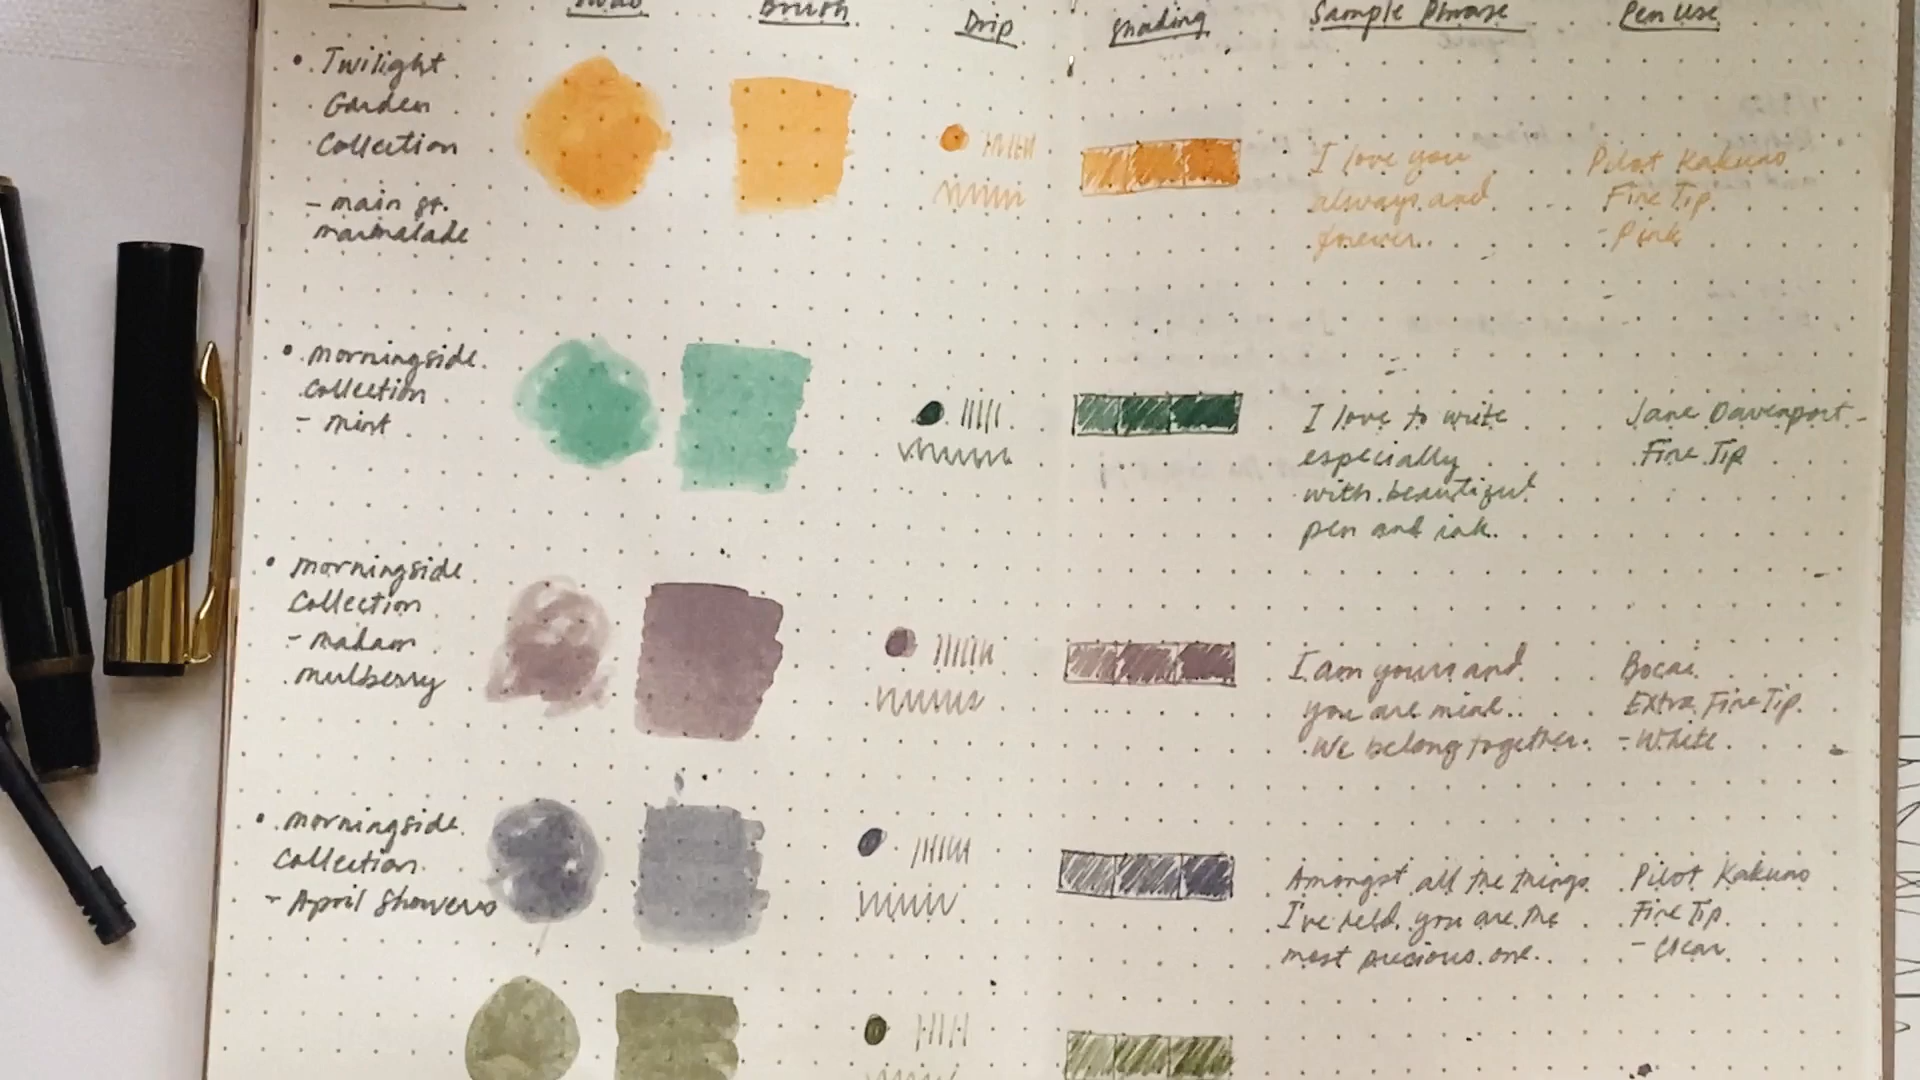 Swab Brush Drip Shading Sample Phrase Pen Use
• Twilight
Garden
Collection
- main st.
marmalade
I love you
always and
forever.
Pilot Kakuno
Fine Tip
- Pink
• morningside
Collection
- mint
I love to write
especially
with beautiful
pen and ink.
Jane Davenport -
Fine Tip
• morningside
Collection
- madam
mulberry
I am yours and
you are mine.
We belong together.
Bocai
Extra Fine Tip
- White
• morningside
Collection
- April Showers
Amongst all the things
I've held, you are the
most precious one.
Pilot Kakuno
Fine Tip
- Clear